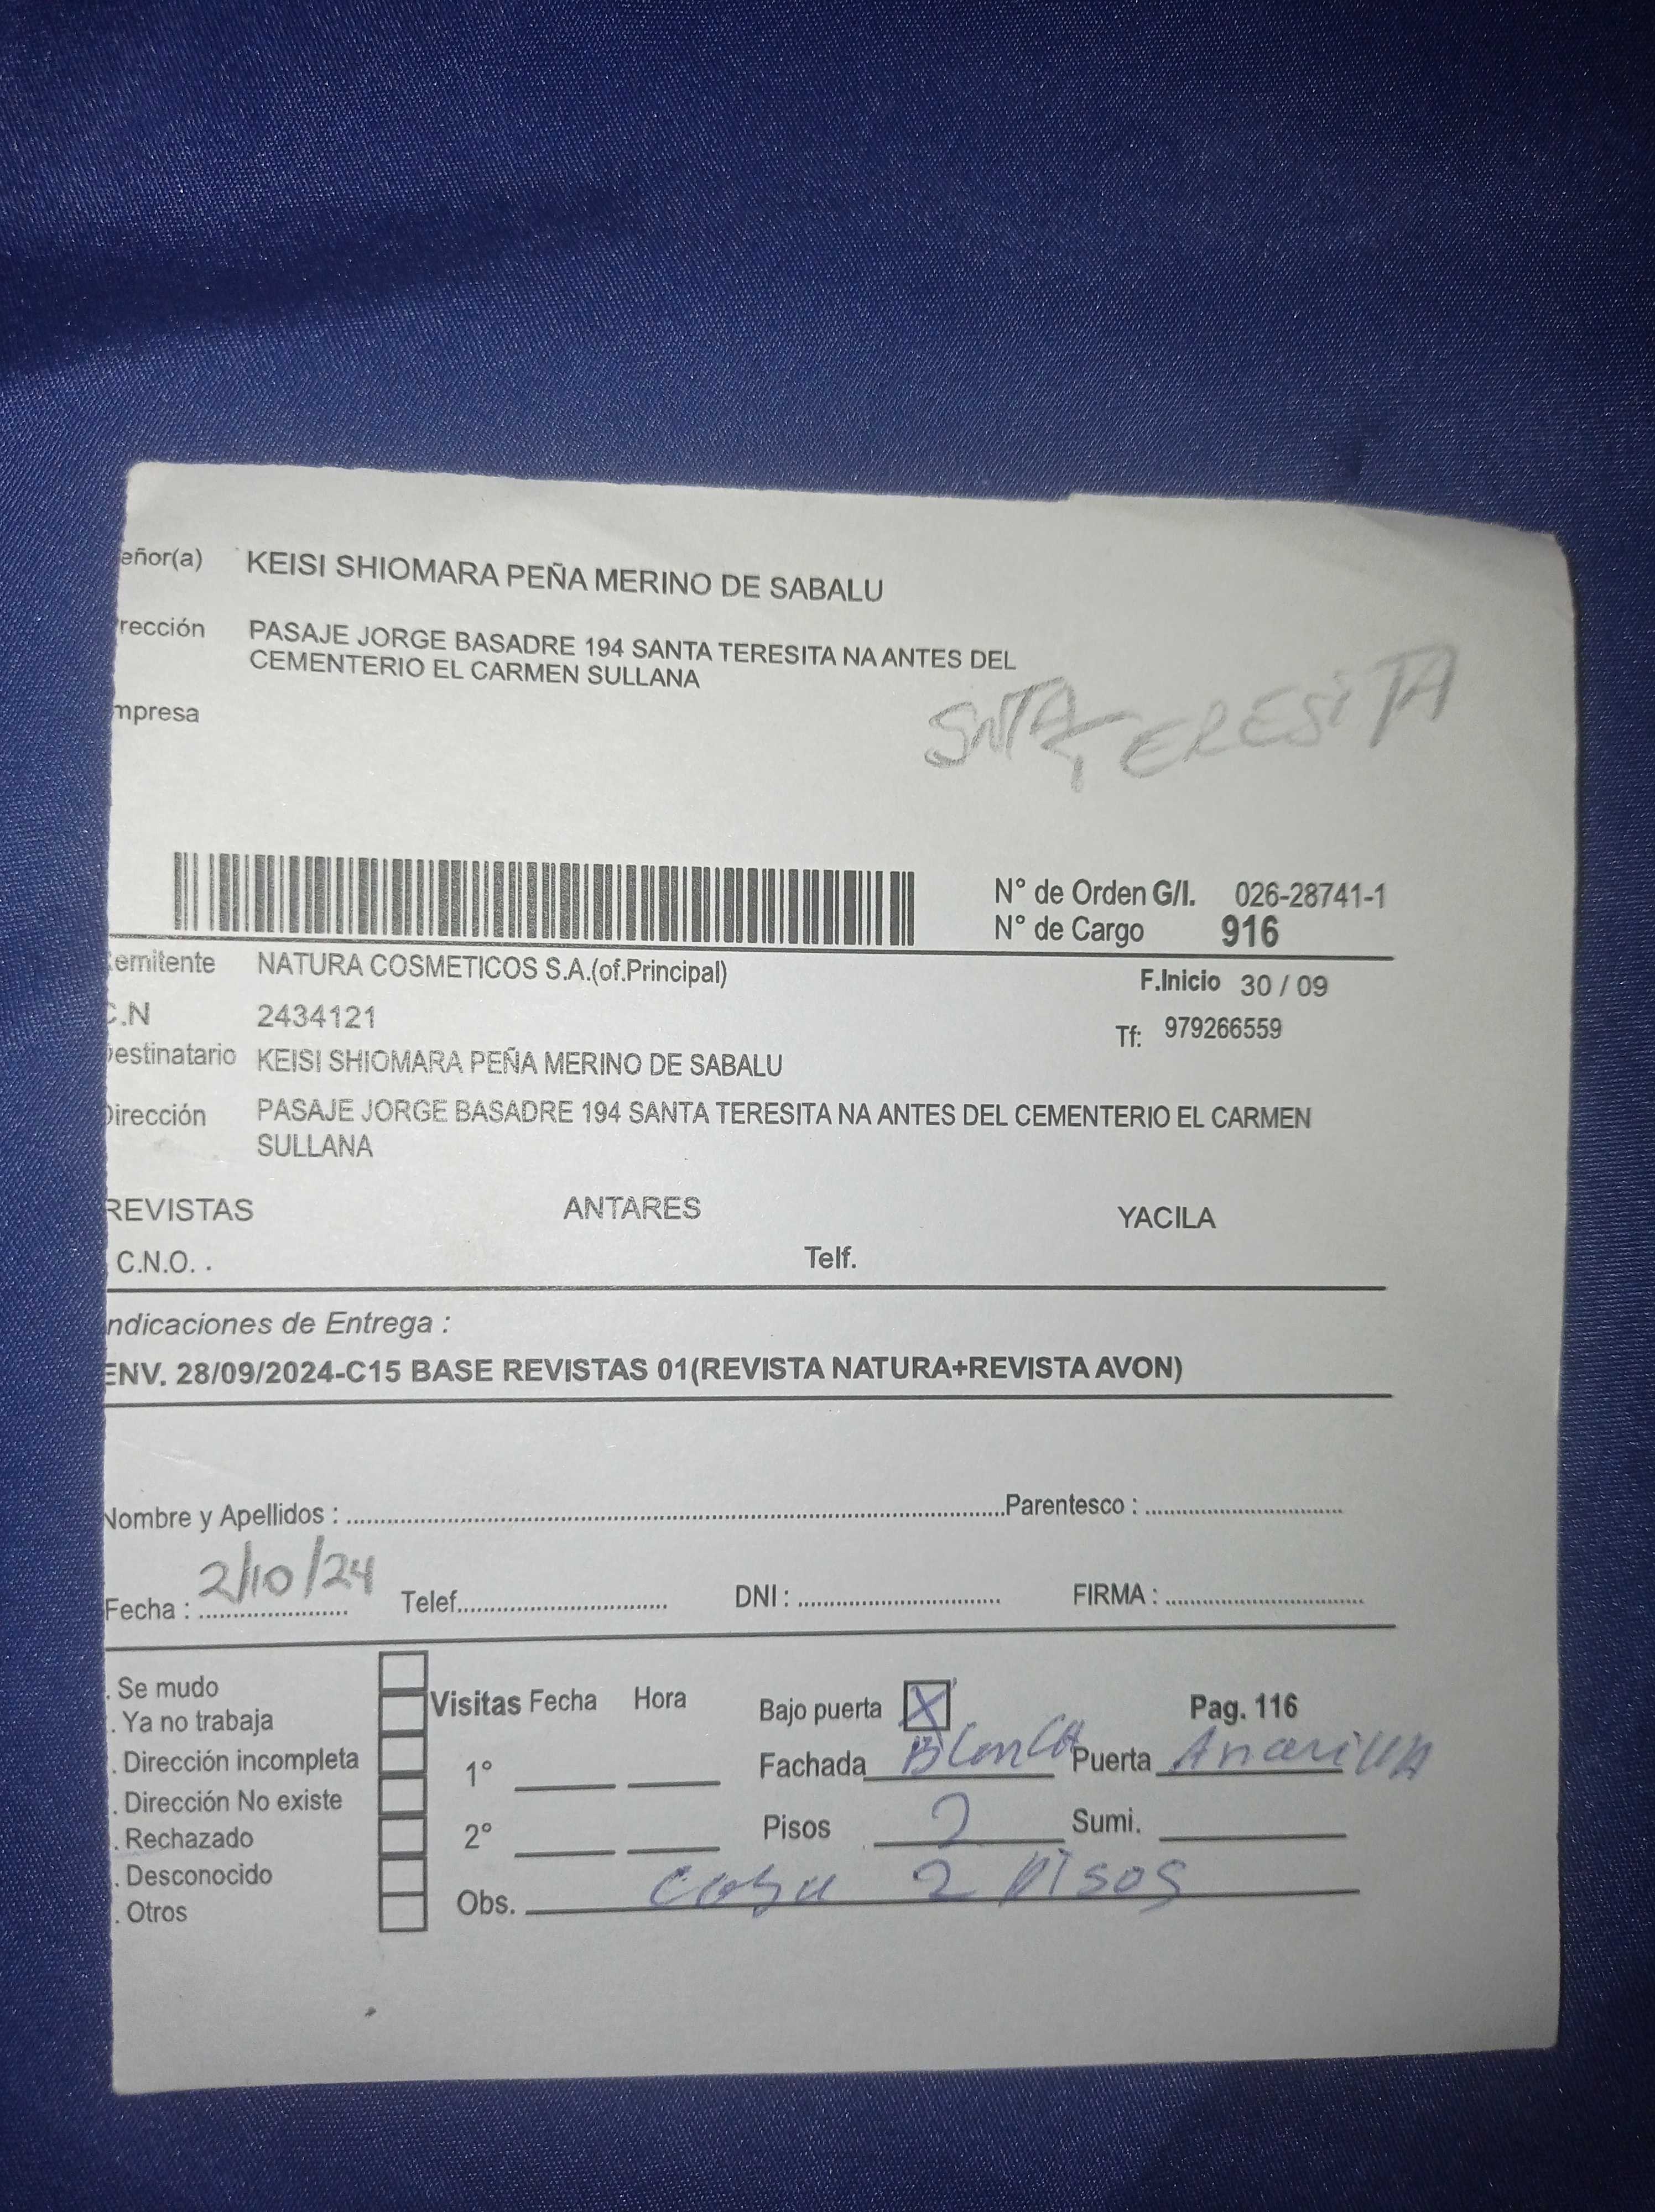 eñor(a) KEISI SHIOMARA PEÑA MERINO DE SABALU
rección PASAJE JORGE BASADRE 194 SANTA TERESITA NA ANTES DEL
CEMENTERIO EL CARMEN SULLANA
mpresa
SNTA TERESITA
N° de Orden G/I. 026-28741-1
N° de Cargo 916
emitente NATURA COSMETICOS S.A.(of.Principal) F.Inicio 30 / 09
C.N 2434121 Tf: 979266559
estinatario KEISI SHIOMARA PEÑA MERINO DE SABALU
Dirección PASAJE JORGE BASADRE 194 SANTA TERESITA NA ANTES DEL CEMENTERIO EL CARMEN
SULLANA
REVISTAS ANTARES YACILA
C.N.O. . Telf.
ndicaciones de Entrega :
ENV. 28/09/2024-C15 BASE REVISTAS 01(REVISTA NATURA+REVISTA AVON)
Nombre y Apellidos : Parentesco :
Fecha : 2/10/24 Telef. DNI : FIRMA :
. Se mudo
. Ya no trabaja
. Dirección incompleta
. Dirección No existe
. Rechazado
. Desconocido
. Otros
Visitas Fecha Hora Bajo puerta X Pag. 116
1° Fachada BlanCA Puerta Amarilla
2° Pisos 2 Sumi.
Obs. casa 2 pisos